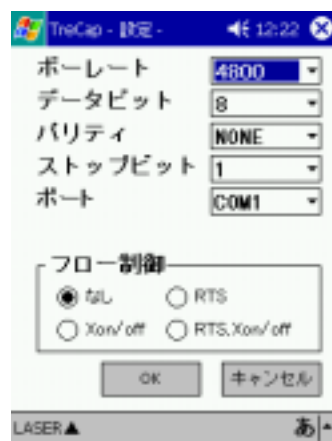 TreCap - 設定 - 12:22
ボーレート 4800
データビット 8
パリティ NONE
ストップビット 1
ポート COM1
フロー制御
なし RTS
Xon/off RTS,Xon/off
OK キャンセル
LASER▲ あ